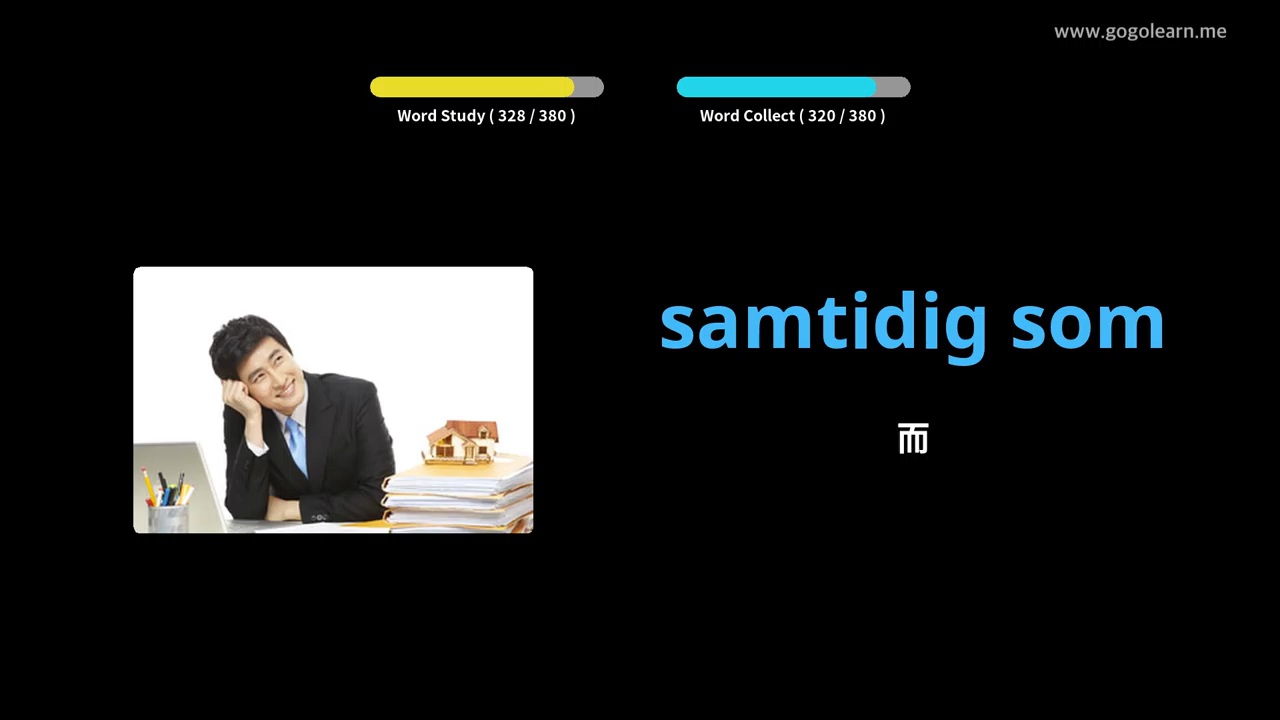 www.gogolearn.me
Word Study ( 328 / 380 )
Word Collect ( 320 / 380 )
samtidig som
而